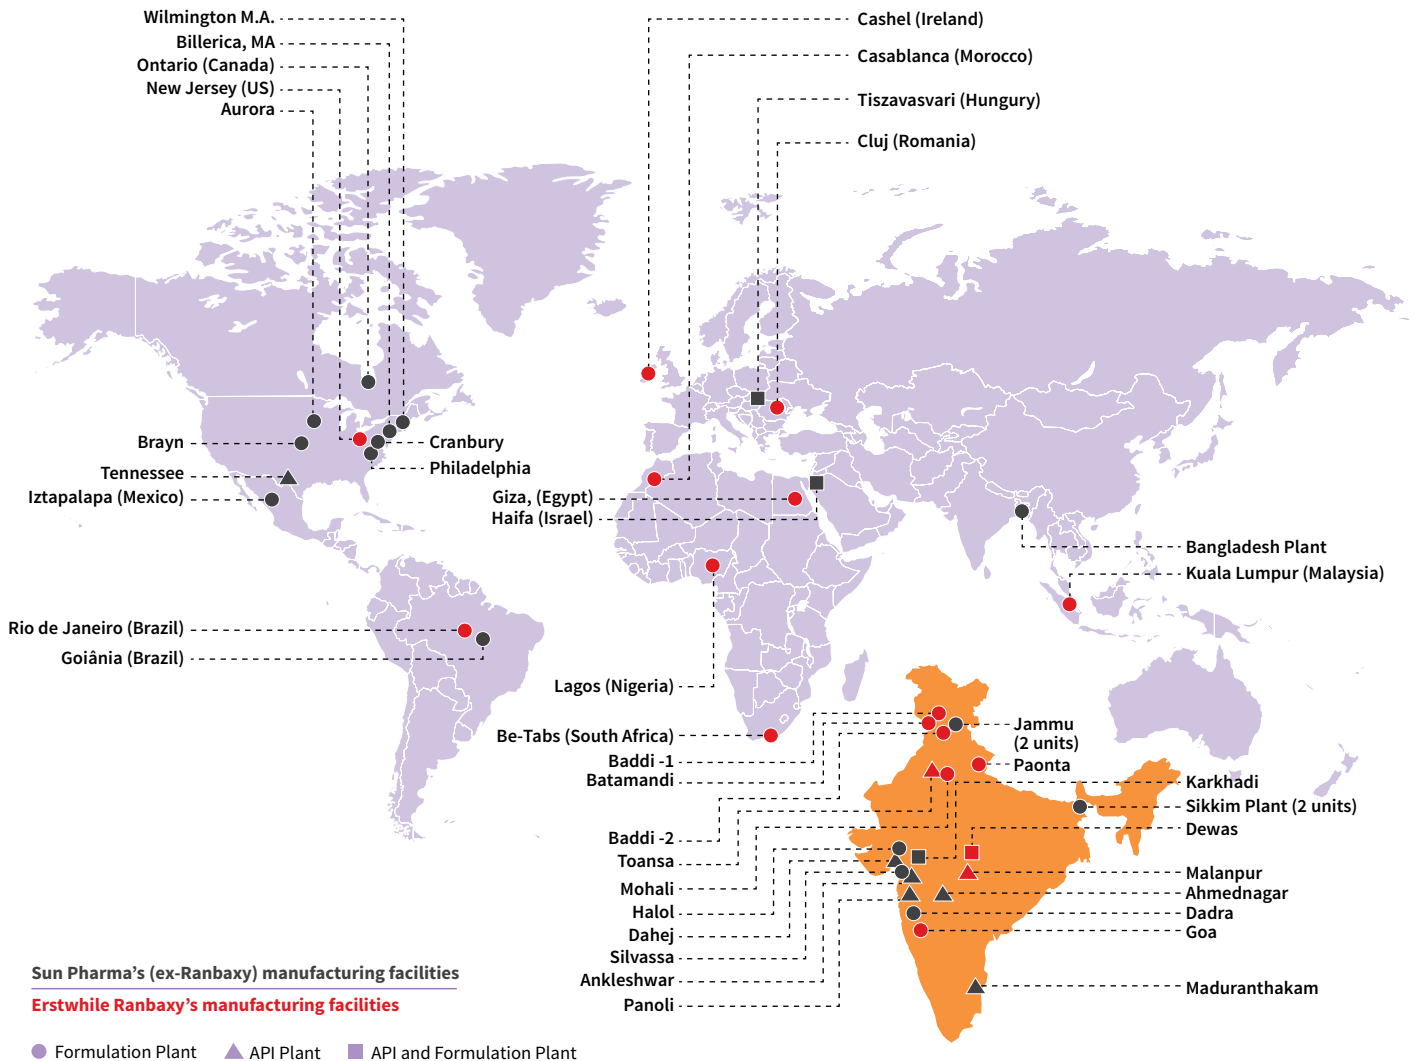 Wilmington M.A.
Billerica, MA
Ontario (Canada)
New Jersey (US)
Aurora
Cashel (Ireland)
Casablanca (Morocco)
Tiszavasvari (Hungury)
Cluj (Romania)
Brayn
Tennessee
Iztapalapa (Mexico)
Cranbury
Philadelphia
Giza, (Egypt)
Haifa (Israel)
Bangladesh Plant
Kuala Lumpur (Malaysia)
Rio de Janeiro (Brazil)
Goiânia (Brazil)
Lagos (Nigeria)
Be-Tabs (South Africa)
Baddi -1
Batamandi
Baddi -2
Toansa
Mohali
Halol
Dahej
Silvassa
Ankleshwar
Panoli
Jammu
(2 units)
Paonta
Karkhadi
Sikkim Plant (2 units)
Dewas
Malanpur
Ahmednagar
Dadra
Goa
Maduranthakam
Sun Pharma's (ex-Ranbaxy) manufacturing facilities
Erstwhile Ranbaxy's manufacturing facilities
Formulation Plant
API Plant
API and Formulation Plant